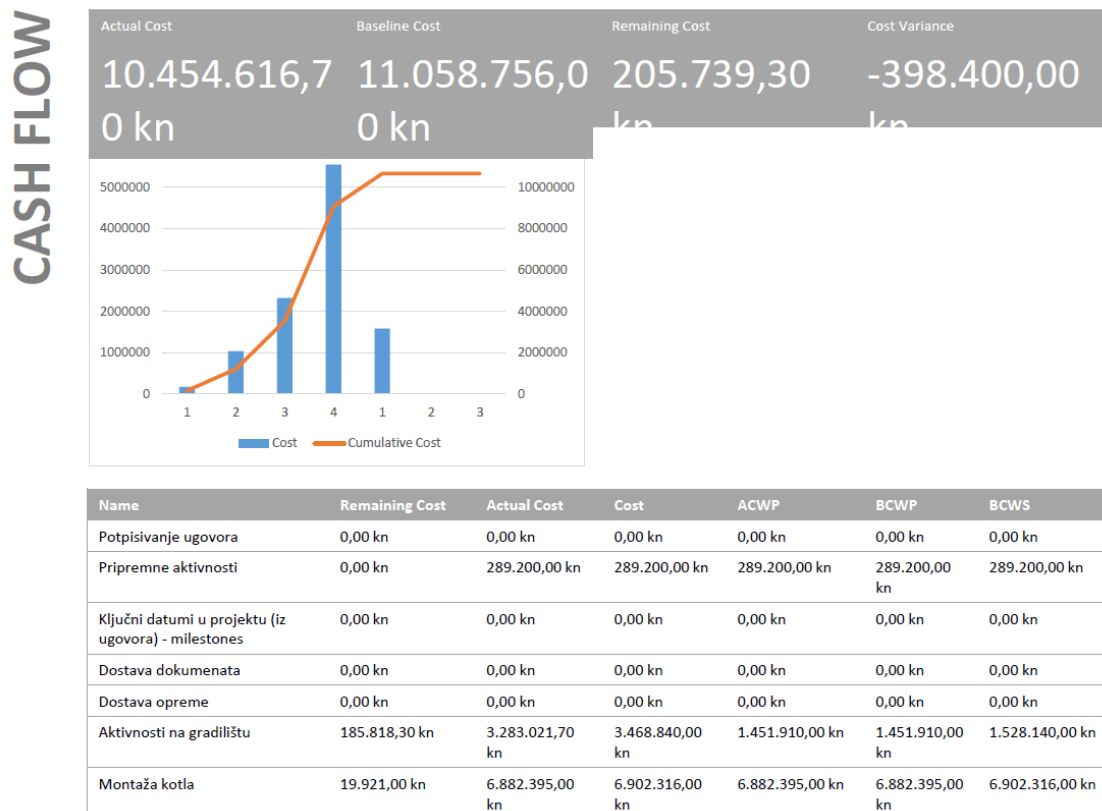 CASH FLOW
Actual Cost Baseline Cost Remaining Cost Cost Variance
10.454.616,7 11.058.756,0 205.739,30 -398.400,00
0 kn 0 kn kn kn
5000000 10000000
4000000 8000000
3000000 6000000
2000000 4000000
1000000 2000000
0 0
1 2 3 4 1 2 3
Cost Cumulative Cost
Name Remaining Cost Actual Cost Cost ACWP BCWP BCWS
Potpisivanje ugovora 0,00 kn 0,00 kn 0,00 kn 0,00 kn 0,00 kn 0,00 kn
Pripremne aktivnosti 0,00 kn 289.200,00 kn 289.200,00 kn 289.200,00 kn 289.200,00 289.200,00 kn
kn
Ključni datumi u projektu (iz 0,00 kn 0,00 kn 0,00 kn 0,00 kn 0,00 kn 0,00 kn
ugovora) - milestones
Dostava dokumenata 0,00 kn 0,00 kn 0,00 kn 0,00 kn 0,00 kn 0,00 kn
Dostava opreme 0,00 kn 0,00 kn 0,00 kn 0,00 kn 0,00 kn 0,00 kn
Aktivnosti na gradilištu 185.818,30 kn 3.283.021,70 3.468.840,00 1.451.910,00 kn 1.451.910,00 1.528.140,00 kn
kn kn kn
Montaža kotla 19.921,00 kn 6.882.395,00 6.902.316,00 6.882.395,00 kn 6.882.395,00 6.902.316,00 kn
kn kn kn